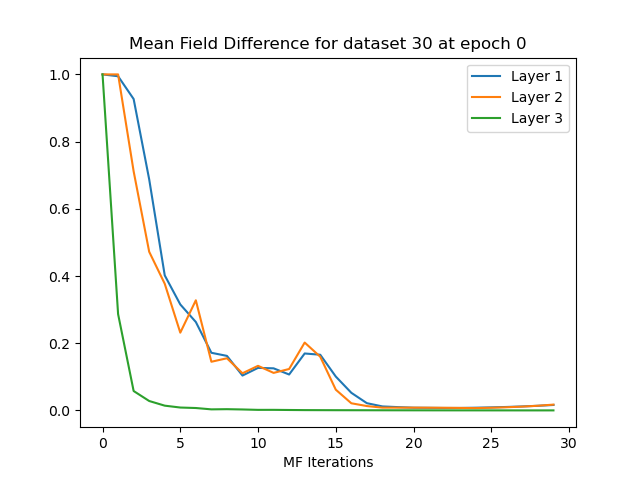 Mean Field Difference for dataset 30 at epoch 0
Layer 1
Layer 2
Layer 3
1.0
0.8
0.6
0.4
0.2
0.0
0 5 10 15 20 25 30
MF Iterations